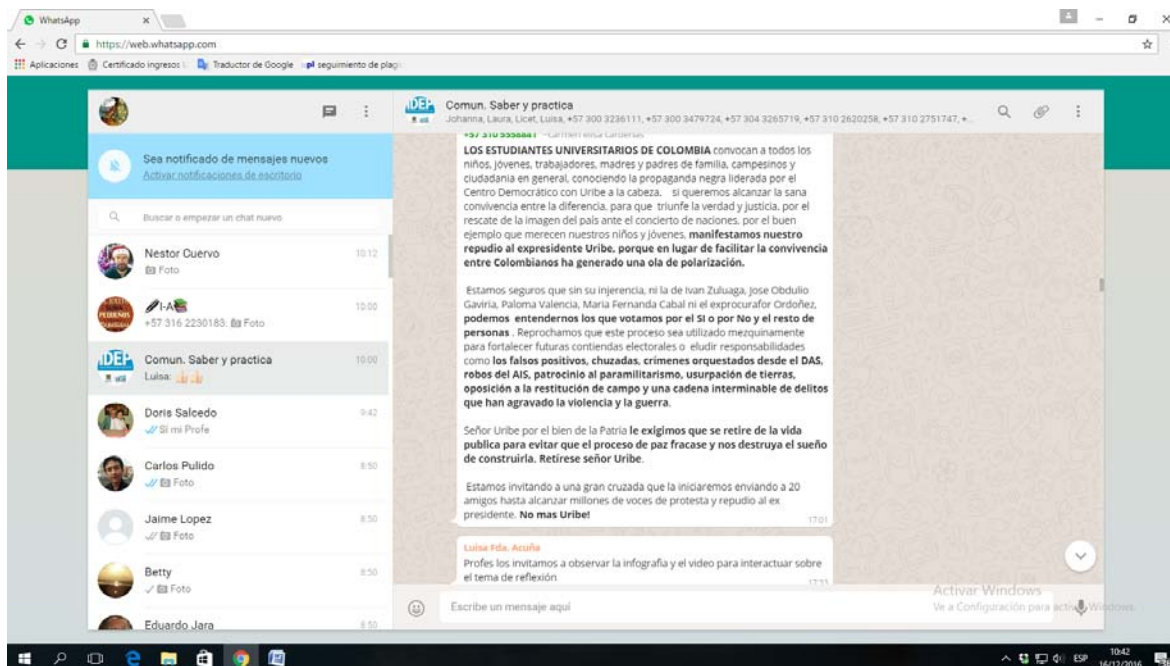 WhatsApp
https://web.whatsapp.com
Aplicaciones
Certificado ingresos
Traductor de Google
pl seguimiento de plag
IDEP
Comun. Saber y practica
Johanna, Laura, Licet, Luisa, +57 300 3236111, +57 300 3479724, +57 304 3265719, +57 310 2620258, +57 310 2751747, +...
Sea notificado de mensajes nuevos
Activar notificaciones de escritorio
Buscar o empezar un chat nuevo
Nestor Cuervo
10:12
Foto
I-A
10:00
+57 316 2230183: Foto
IDEP
Comun. Saber y practica
10:00
Luisa:
Doris Salcedo
9:42
Si mi Profe
Carlos Pulido
8:50
Foto
Jaime Lopez
8:50
Foto
Betty
8:50
Foto
Eduardo Jara
8:50
+57 310 5558841 ~Carmen elisa cardenas
LOS ESTUDIANTES UNIVERSITARIOS DE COLOMBIA convocan a todos los
niños, jóvenes, trabajadores, madres y padres de familia, campesinos y
ciudadania en general, conociendo la propaganda negra liderada por el
Centro Democrático con Uribe a la cabeza, si queremos alcanzar la sana
convivencia entre la diferencia, para que triunfe la verdad y justicia, por el
rescate de la imagen del país ante el concierto de naciones, por el buen
ejemplo que merecen nuestros niños y jóvenes, manifestamos nuestro
repudio al expresidente Uribe, porque en lugar de facilitar la convivencia
entre Colombianos ha generado una ola de polarización.
Estamos seguros que sin su injerencia, ni la de Ivan Zuluaga, Jose Obdulio
Gaviria, Paloma Valencia, Maria Fernanda Cabal ni el exprocurafor Ordoñez,
podemos entendernos los que votamos por el SI o por No y el resto de
personas . Reprochamos que este proceso sea utilizado mezquinamente
para fortalecer futuras contiendas electorales o eludir responsabilidades
como los falsos positivos, chuzadas, crímenes orquestados desde el DAS,
robos del AIS, patrocinio al paramilitarismo, usurpación de tierras,
oposición a la restitución de campo y una cadena interminable de delitos
que han agravado la violencia y la guerra.
Señor Uribe por el bien de la Patria le exigimos que se retire de la vida
publica para evitar que el proceso de paz fracase y nos destruya el sueño
de construirla. Retírese señor Uribe.
Estamos invitando a una gran cruzada que la iniciaremos enviando a 20
amigos hasta alcanzar millones de voces de protesta y repudio al ex
presidente. No mas Uribe!
17:01
Luisa Fda. Acuña
Profes los invitamos a observar la infografia y el video para interactuar sobre
el tema de reflexión
17:33
Escribe un mensaje aquí
Activar Windows
Ve a Configuración para activar Windows.
ESP
10:42
16/12/2016